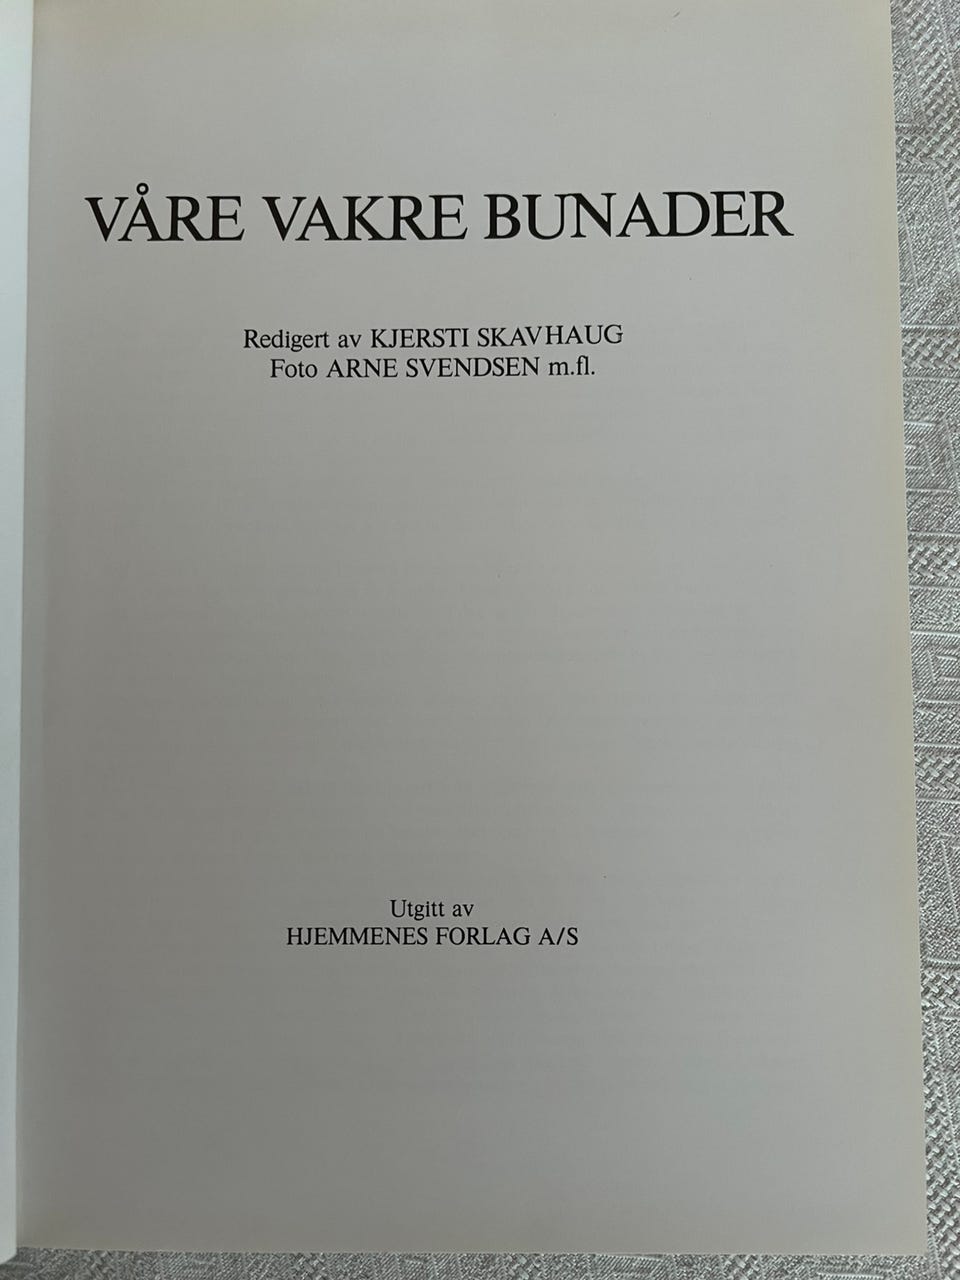 VÅRE VAKRE BUNADER
Redigert av KJERSTI SKAVHAUG
Foto ARNE SVENDSEN m.fl.
Utgitt av
HJEMMENES FORLAG A/S